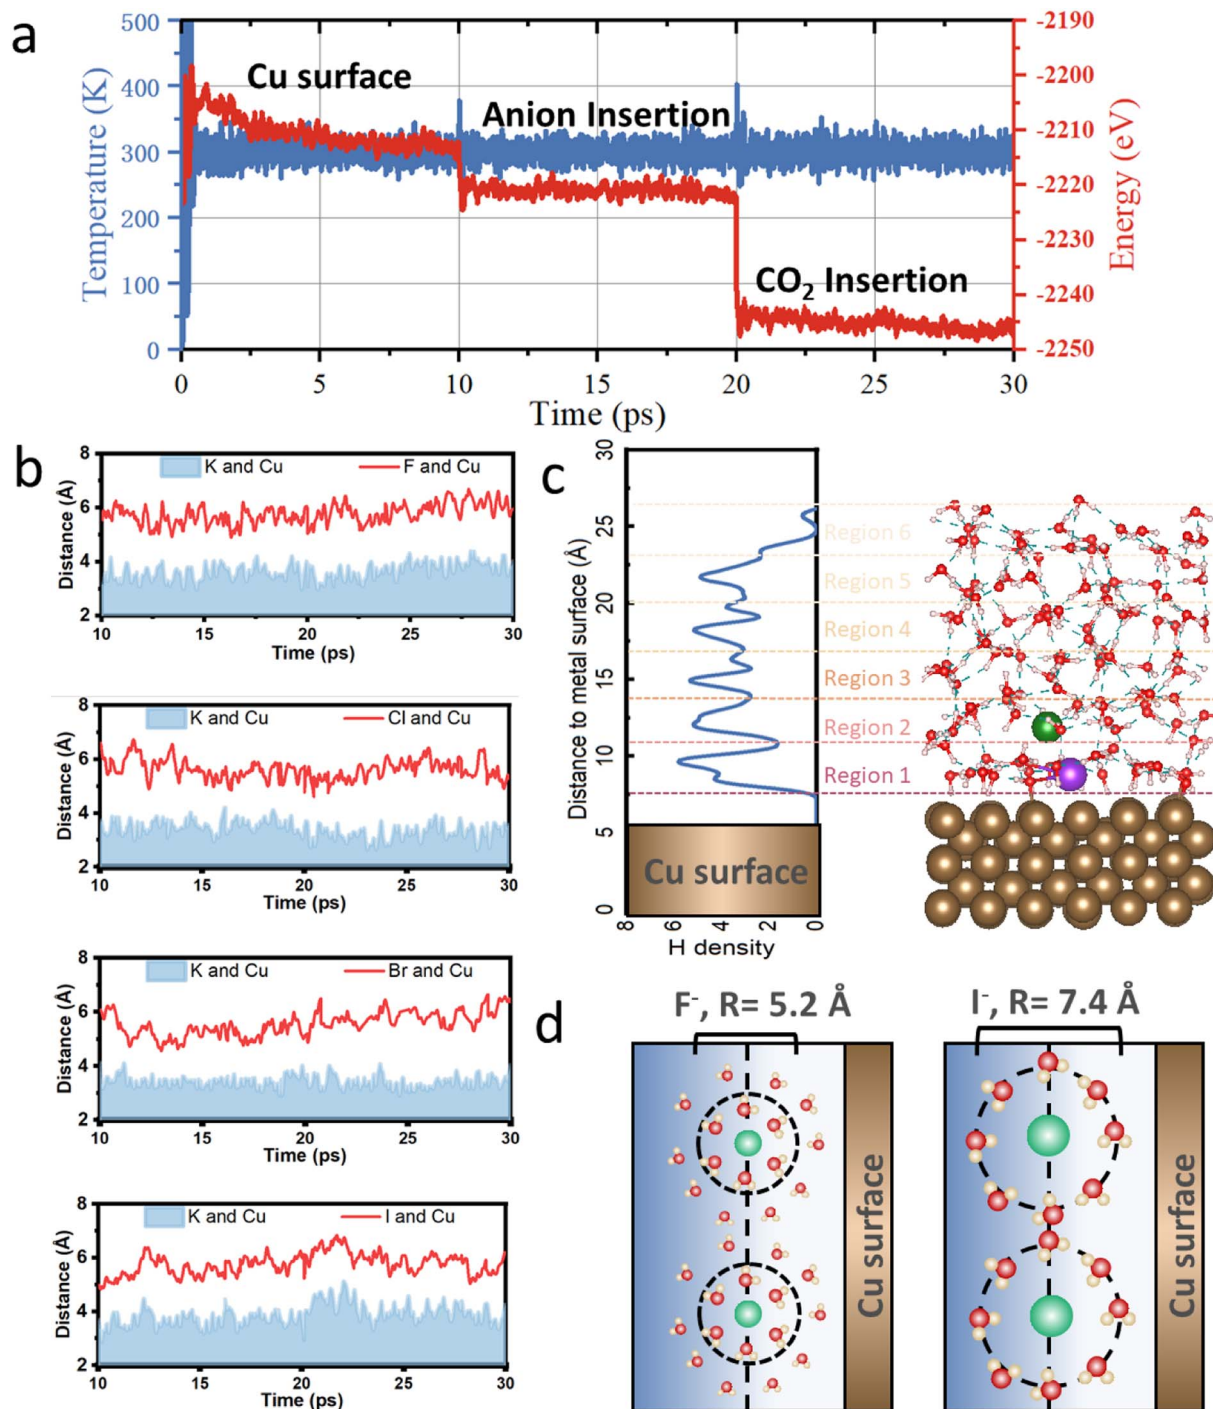 a
500
400
300
200
100
0
Temperature (K)
Cu surface
Anion Insertion
CO₂ Insertion
-2190
-2200
-2210
-2220
-2230
-2240
-2250
Energy (eV)
0 5 10 15 20 25 30
Time (ps)
b
8
6
4
2
Distance (Å)
K and Cu F and Cu
10 15 20 25 30
Time (ps)
8
6
4
2
Distance (Å)
K and Cu Cl and Cu
10 15 20 25 30
Time (ps)
8
6
4
2
Distance (Å)
K and Cu Br and Cu
10 15 20 25 30
Time (ps)
8
6
4
2
Distance (Å)
K and Cu I and Cu
10 15 20 25 30
Time (ps)
c
30
25
20
15
10
5
0
Distance to metal surface (Å)
Region 6
Region 5
Region 4
Region 3
Region 2
Region 1
Cu surface
8 6 4 2 0
H density
d
F⁻, R= 5.2 Å
Cu surface
I⁻, R= 7.4 Å
Cu surface